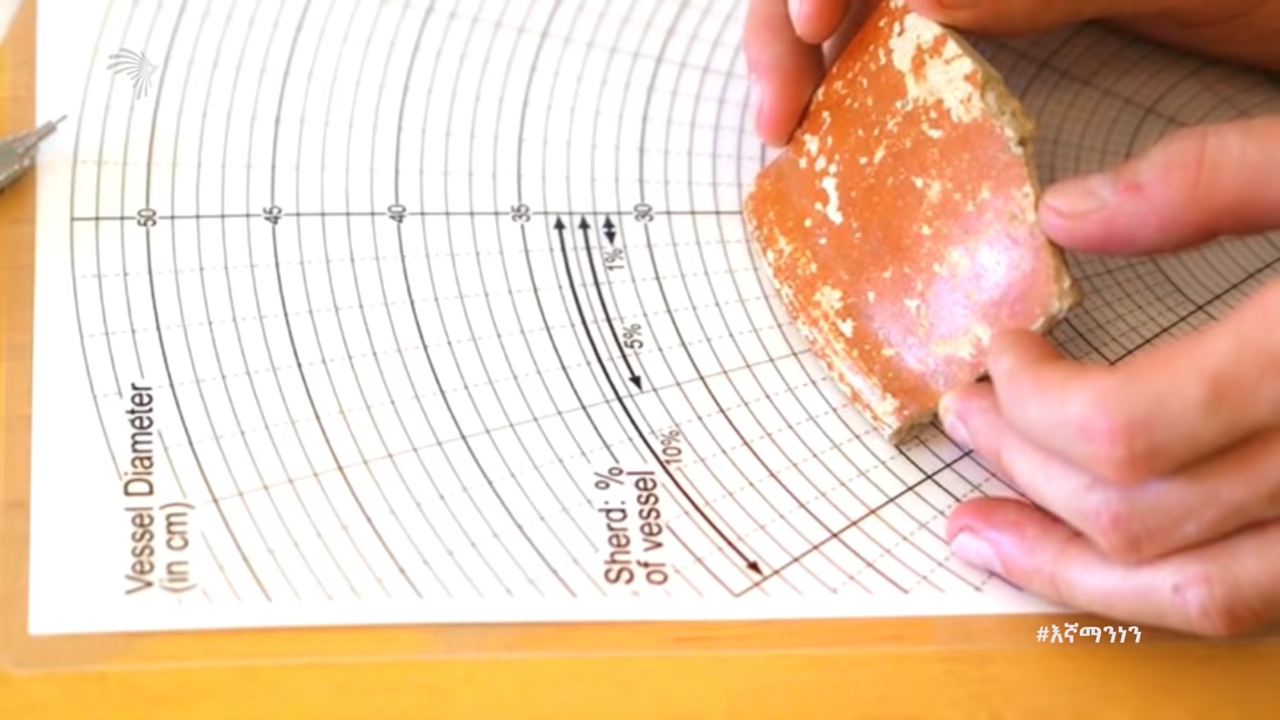 50
45
40
35
30
1%
5%
10%
Vessel Diameter
(in cm)
Sherd: %
of vessel
#እኛማንነን